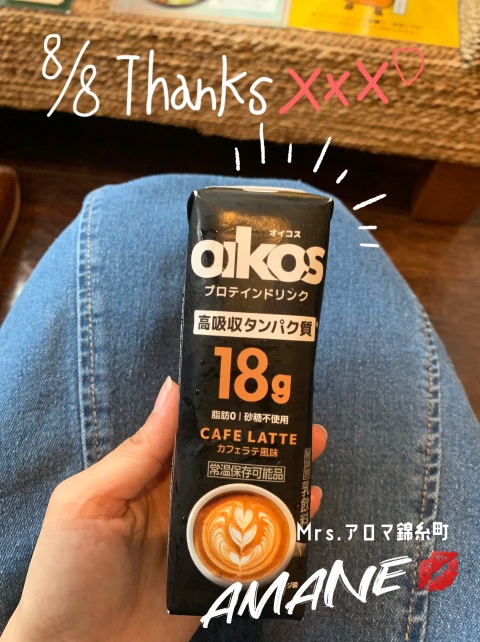 8/8 Thanks XxX♡
オイコス
oikos
プロテインドリンク
高吸収タンパク質
18g
脂肪0 | 砂糖不使用
CAFE LATTE
カフェラテ風味
常温保存可能品
Mrs.アロマ錦糸町
AMANE💋